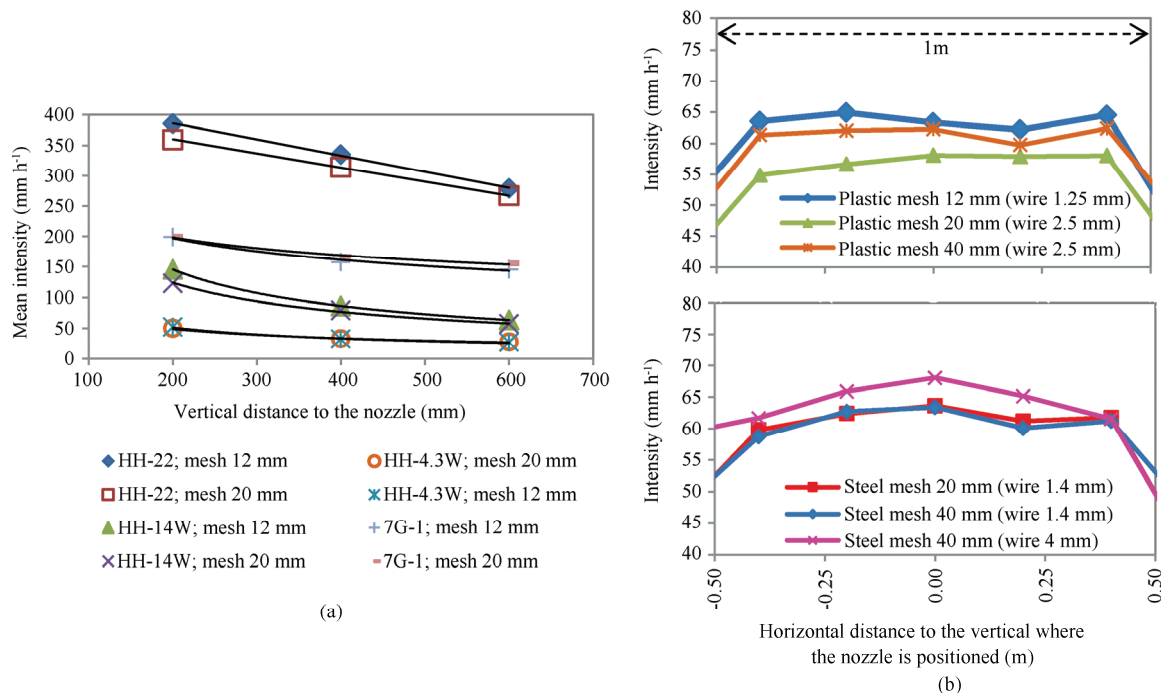 400
350
300
250
200
150
100
50
0
Mean intensity (mm h⁻¹)
100 200 300 400 500 600 700
Vertical distance to the nozzle (mm)
HH-22; mesh 12 mm
HH-22; mesh 20 mm
HH-14W; mesh 12 mm
HH-14W; mesh 20 mm
HH-4.3W; mesh 20 mm
HH-4.3W; mesh 12 mm
7G-1; mesh 12 mm
7G-1; mesh 20 mm
(a)
80
75
70
65
60
55
50
45
40
Intensity (mm h⁻¹)
1m
Plastic mesh 12 mm (wire 1.25 mm)
Plastic mesh 20 mm (wire 2.5 mm)
Plastic mesh 40 mm (wire 2.5 mm)
80
75
70
65
60
55
50
45
40
Intensity (mm h⁻¹)
Steel mesh 20 mm (wire 1.4 mm)
Steel mesh 40 mm (wire 1.4 mm)
Steel mesh 40 mm (wire 4 mm)
-0.50 -0.25 0.00 0.25 0.50
Horizontal distance to the vertical where
the nozzle is positioned (m)
(b)